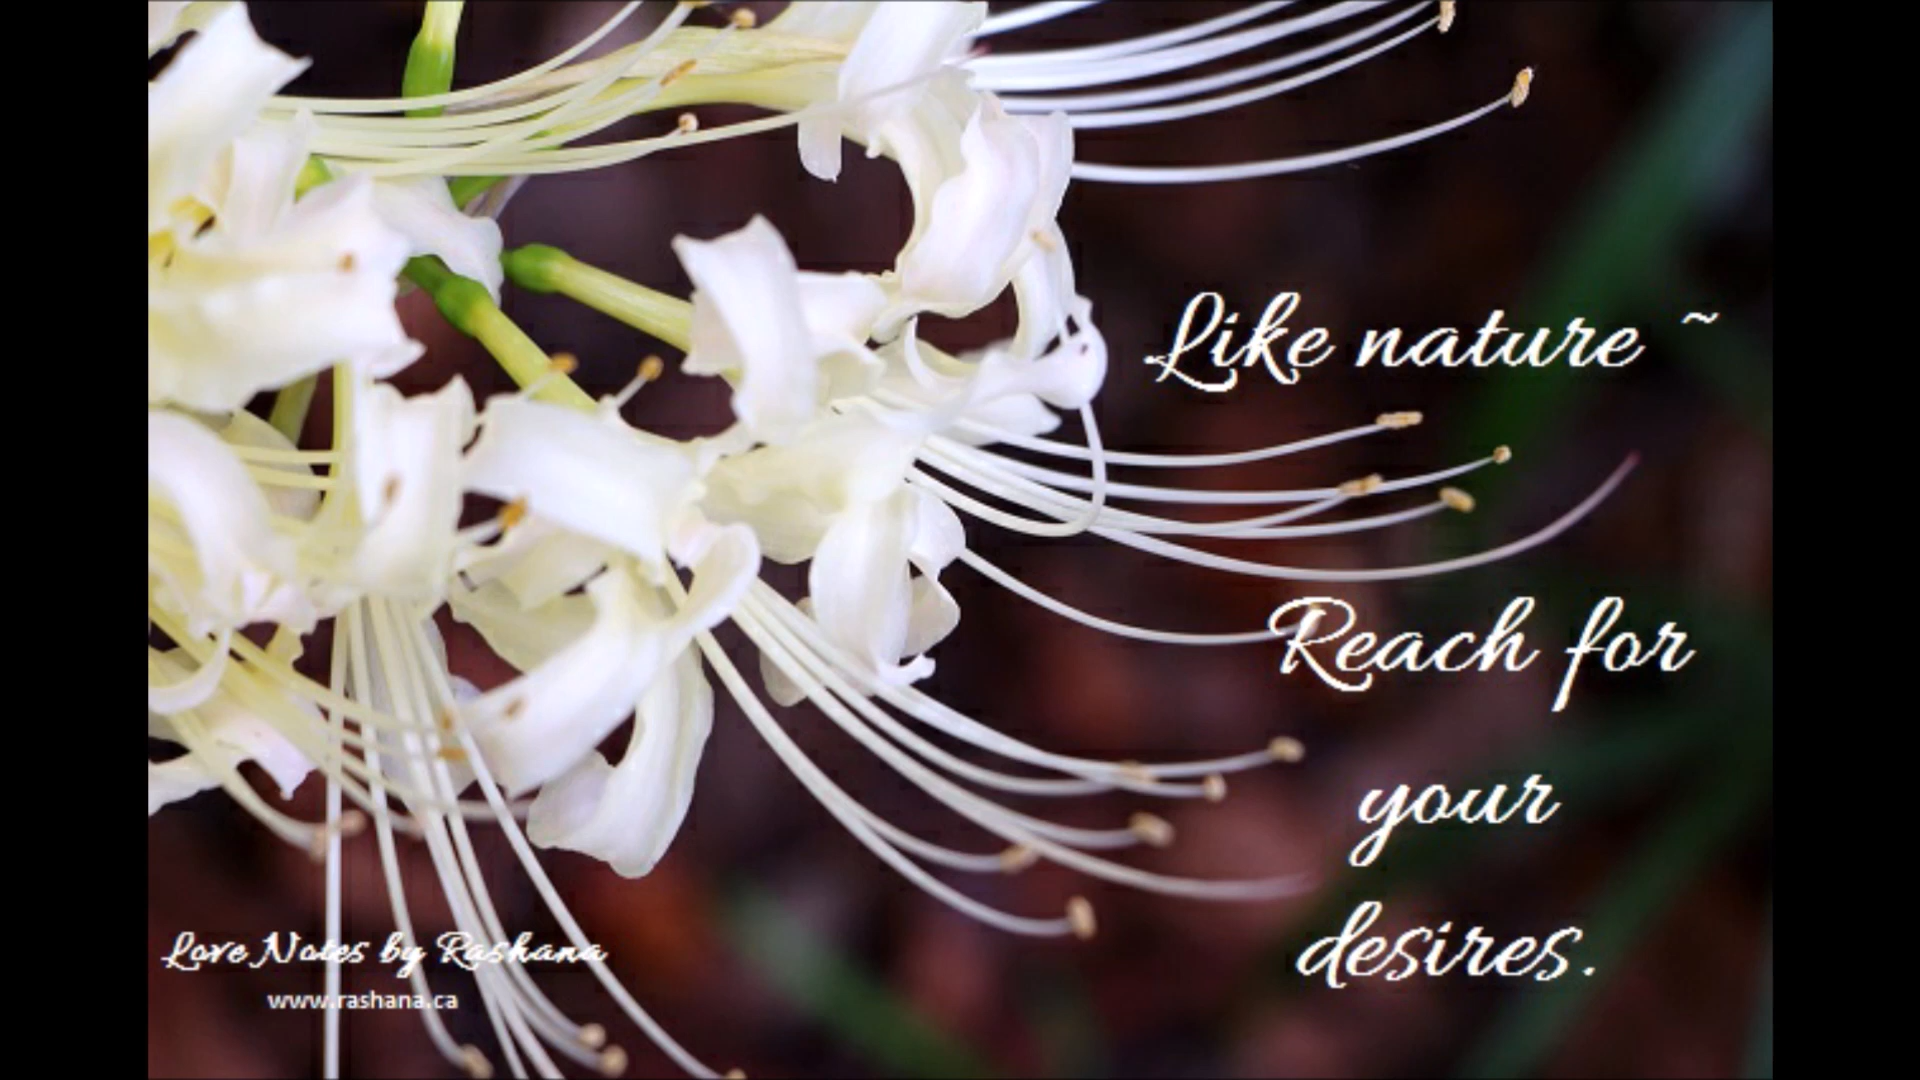 Like nature ~
Reach for
your
desires.
Love Notes by Rashana
www.rashana.ca